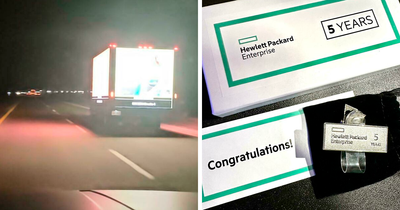 Hewlett Packard
Enterprise
5 YEARS
Congratulations!
Hewlett Packard
Enterprise
5
YEARS